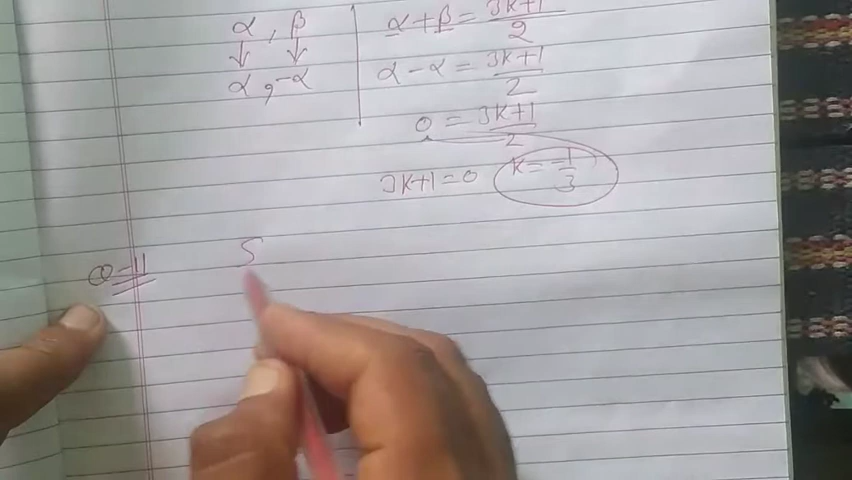 α , β
↓ ↓
α , -α
α + β = 3k+1/2
α - α = 3k+1/2
0 = 3k+1/2
3k+1=0 k = -1/3
Q-11 S